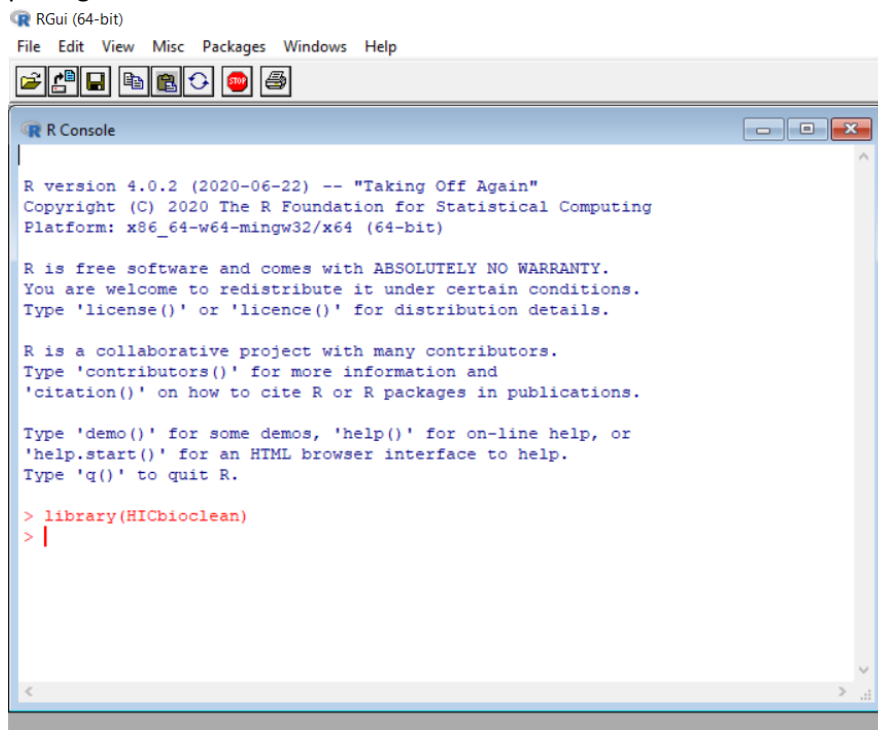 RGui (64-bit)
File Edit View Misc Packages Windows Help
STOP
R Console
R version 4.0.2 (2020-06-22) -- "Taking Off Again"
Copyright (C) 2020 The R Foundation for Statistical Computing
Platform: x86_64-w64-mingw32/x64 (64-bit)
R is free software and comes with ABSOLUTELY NO WARRANTY.
You are welcome to redistribute it under certain conditions.
Type 'license()' or 'licence()' for distribution details.
R is a collaborative project with many contributors.
Type 'contributors()' for more information and
'citation()' on how to cite R or R packages in publications.
Type 'demo()' for some demos, 'help()' for on-line help, or
'help.start()' for an HTML browser interface to help.
Type 'q()' to quit R.
> library(HICbioclean)
>